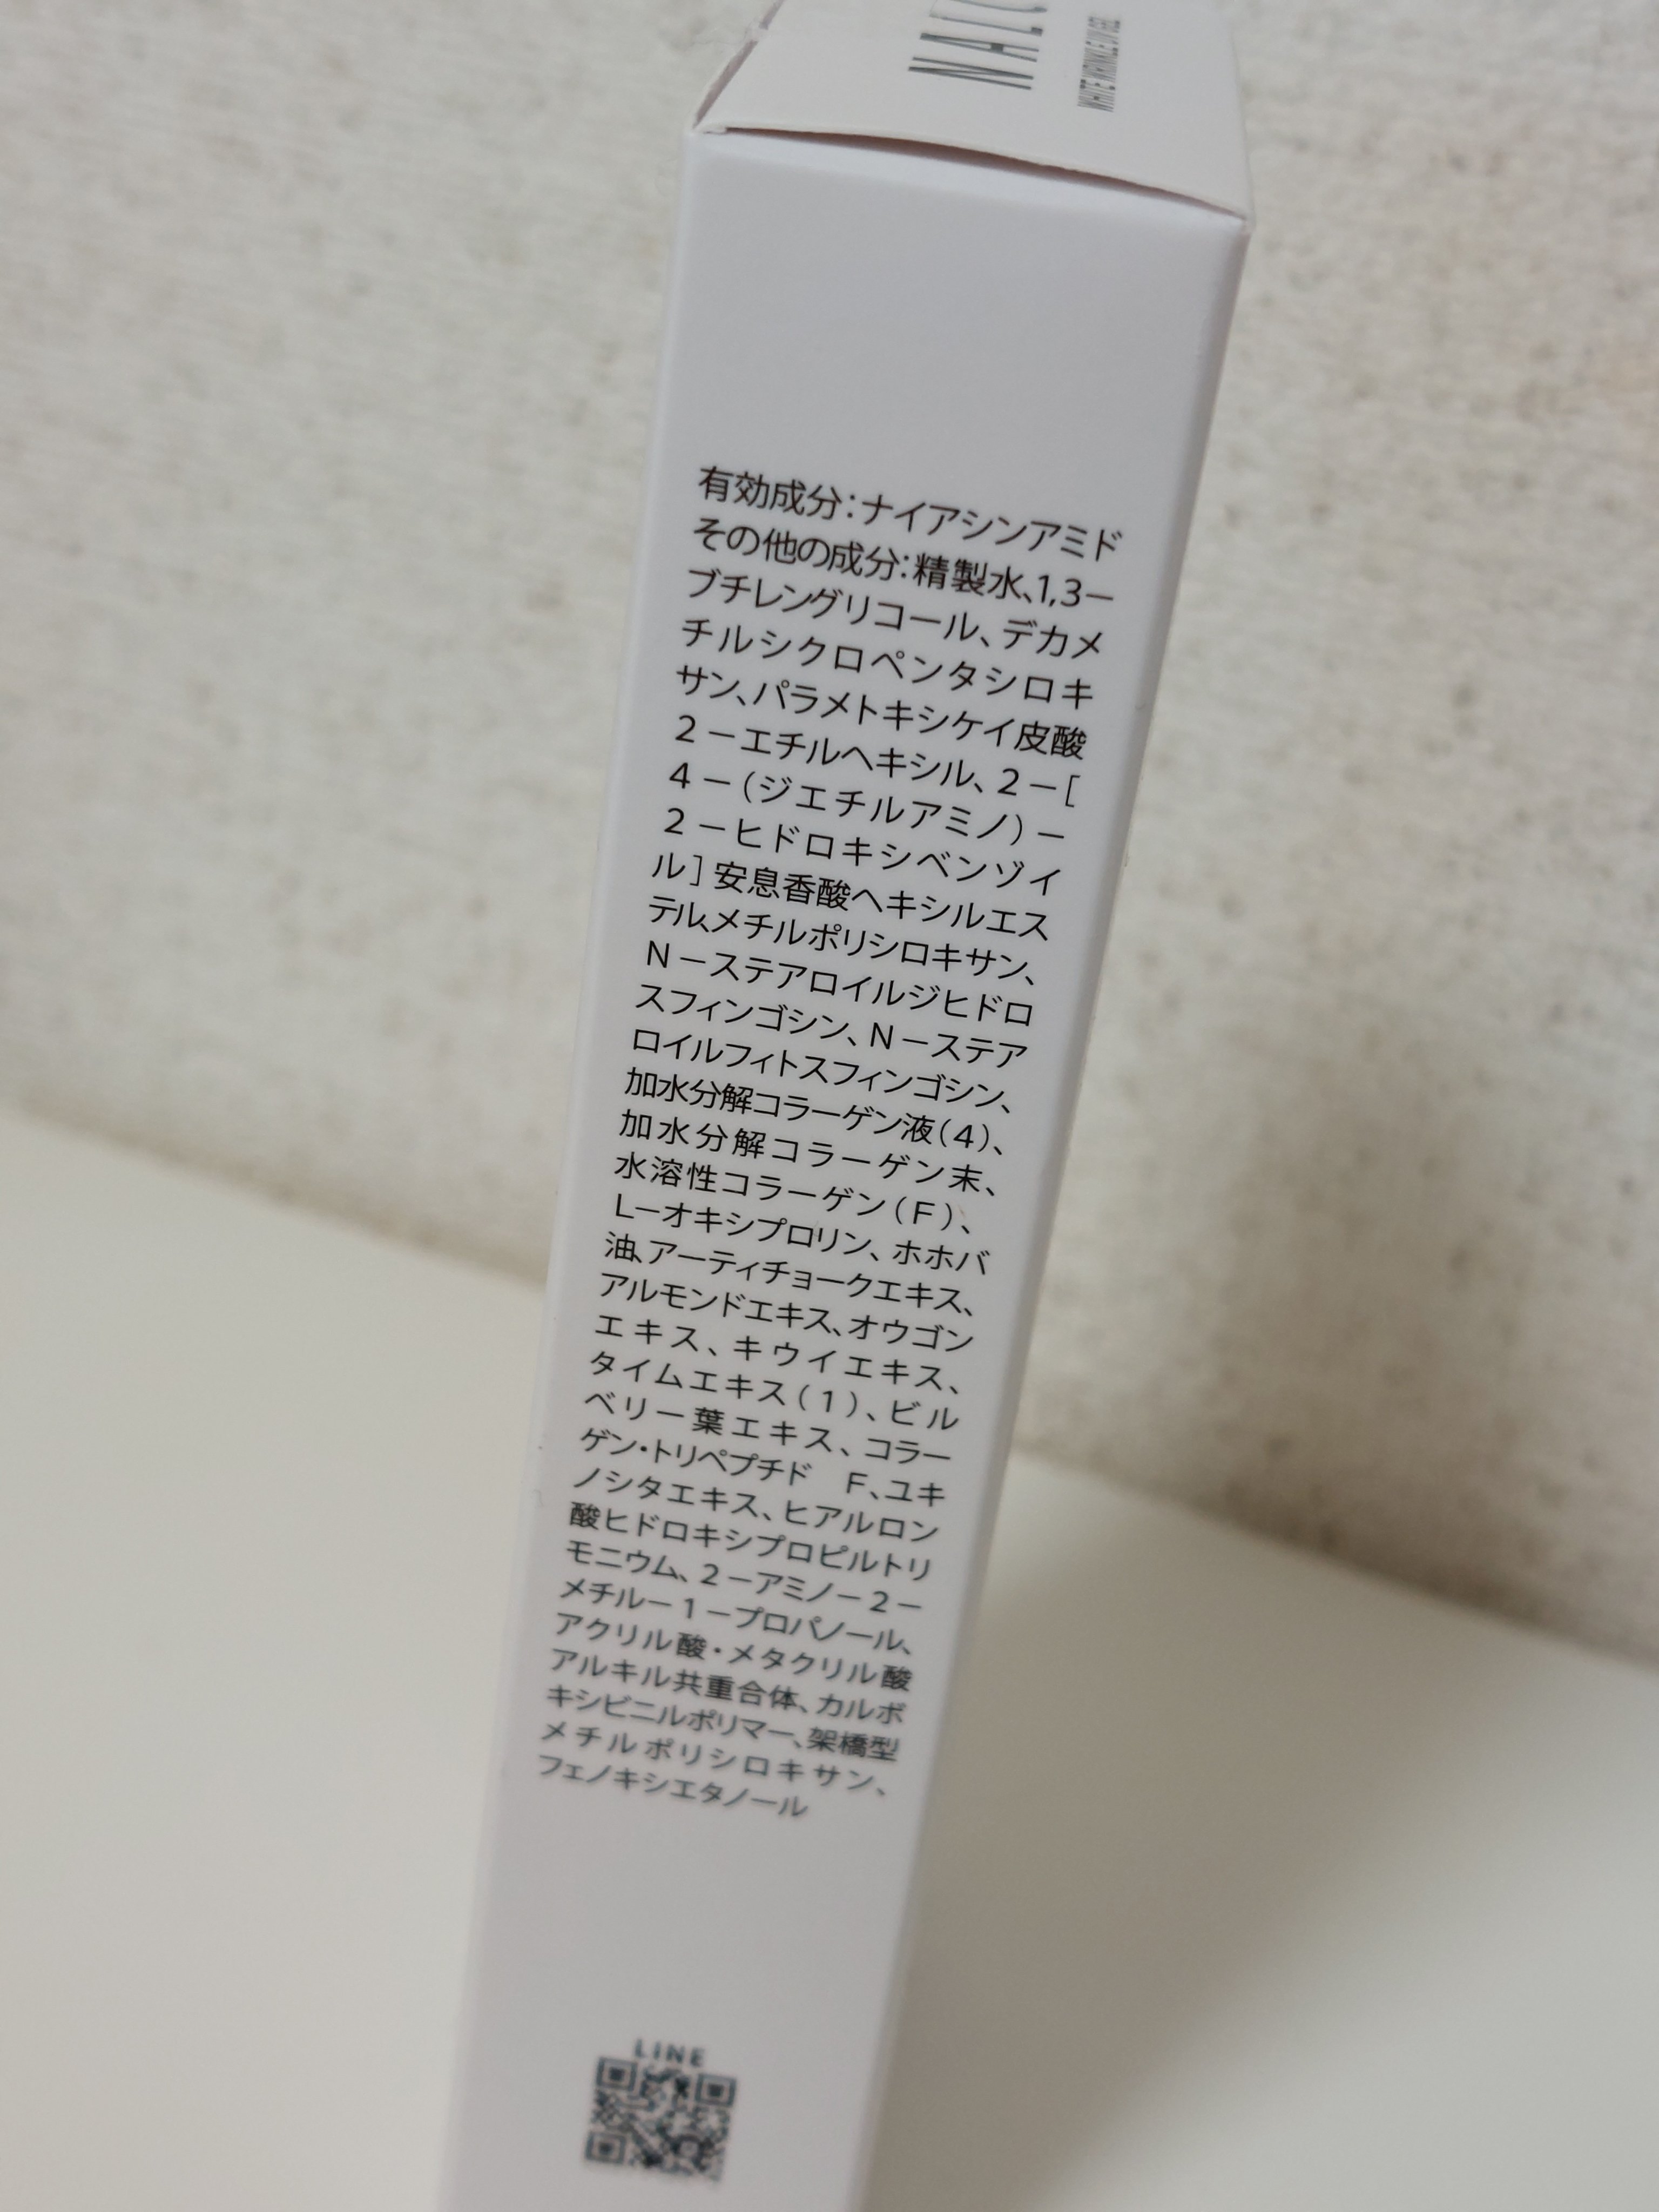 WHITE WRINKLE UV GEL
有効成分：ナイアシンアミド
その他の成分：精製水、1,3－
ブチレングリコール、デカメ
チルシクロペンタシロキ
サン、パラメトキシケイ皮酸
2－エチルヘキシル、2－[
4－(ジエチルアミノ)－
2－ヒドロキシベンゾイ
ル]安息香酸ヘキシルエス
テル、メチルポリシロキサン、
N－ステアロイルジヒドロ
スフィンゴシン、N－ステア
ロイルフィトスフィンゴシン、
加水分解コラーゲン液(4)、
加水分解コラーゲン末、
水溶性コラーゲン(F)、
L－オキシプロリン、ホホバ
油、アーティチョークエキス、
アルモンドエキス、オウゴン
エキス、キウイエキス、
タイムエキス(1)、ビル
ベリー葉エキス、コラー
ゲン・トリペプチド　F、ユキ
ノシタエキス、ヒアルロン
酸ヒドロキシプロピルトリ
モニウム、2－アミノ－2－
メチル－1－プロパノール、
アクリル酸・メタクリル酸
アルキル共重合体、カルボ
キシビニルポリマー、架橋型
メチルポリシロキサン、
フェノキシエタノール
LINE